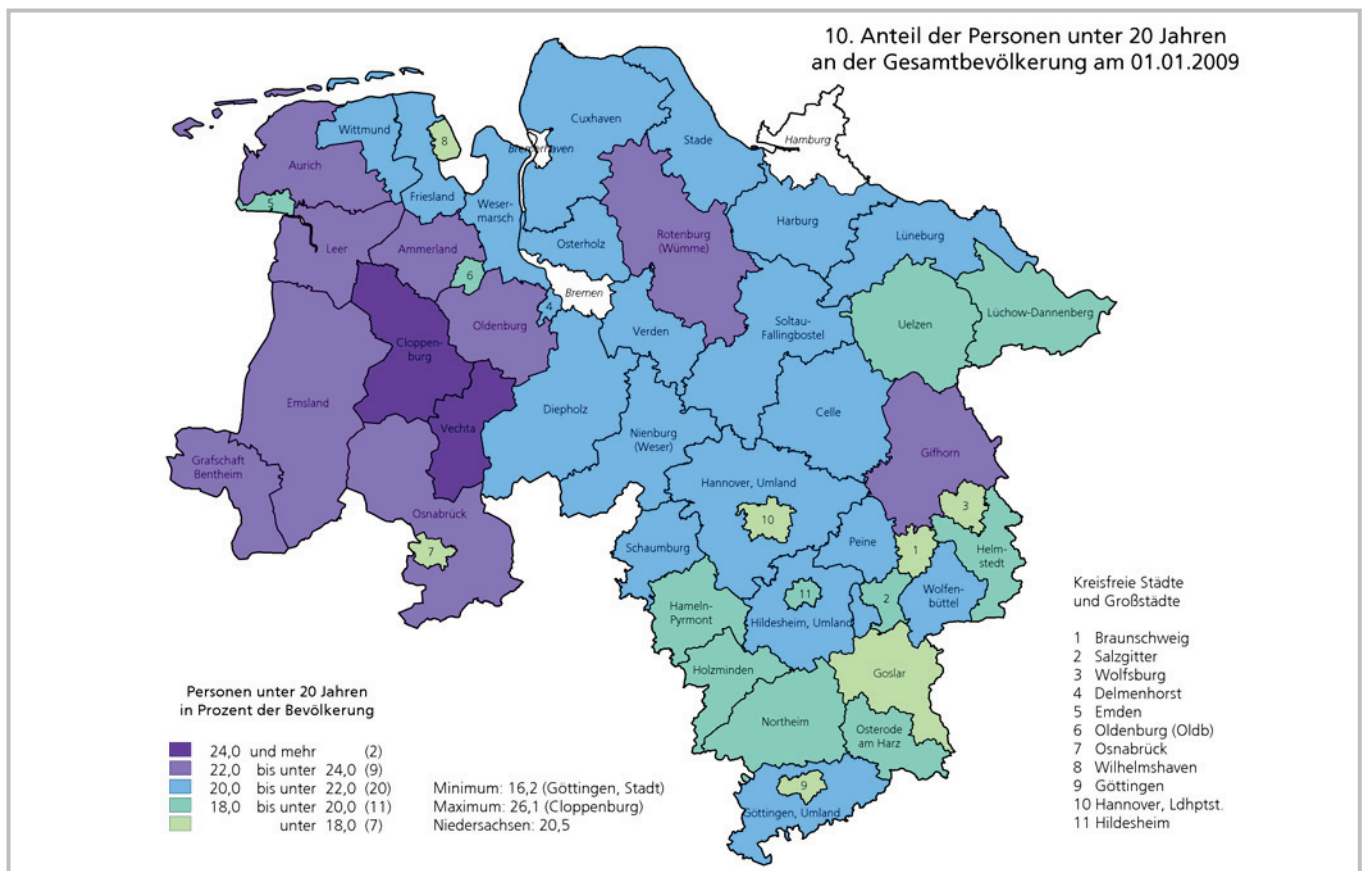 10. Anteil der Personen unter 20 Jahren
an der Gesamtbevölkerung am 01.01.2009
Hamburg
Cuxhaven
Wittmund
8
Bremerhaven
Stade
Aurich
Friesland
Weser-
marsch
5
Harburg
Lüneburg
Rotenburg
(Wümme)
Osterholz
Leer
Ammerland
6
Bremen
4
Lüchow-Dannenberg
Uelzen
Soltau-
Fallingbostel
Verden
Oldenburg
Cloppen-
burg
Emsland
Diepholz
Celle
Vechta
Nienburg
(Weser)
Gifhorn
Grafschaft
Bentheim
Hannover, Umland
Osnabrück
3
10
7
Schaumburg
Peine
1
Helm-
stedt
Wolfen-
büttel
11
2
Hameln-
Pyrmont
Hildesheim, Umland
Holzminden
Goslar
Northeim
Osterode
am Harz
9
Göttingen, Umland
Kreisfreie Städte
und Großstädte
1 Braunschweig
2 Salzgitter
3 Wolfsburg
4 Delmenhorst
5 Emden
6 Oldenburg (Oldb)
7 Osnabrück
8 Wilhelmshaven
9 Göttingen
10 Hannover, Ldhptst.
11 Hildesheim
Personen unter 20 Jahren
in Prozent der Bevölkerung
24,0 und mehr (2)
22,0 bis unter 24,0 (9)
20,0 bis unter 22,0 (20)
18,0 bis unter 20,0 (11)
unter 18,0 (7)
Minimum: 16,2 (Göttingen, Stadt)
Maximum: 26,1 (Cloppenburg)
Niedersachsen: 20,5